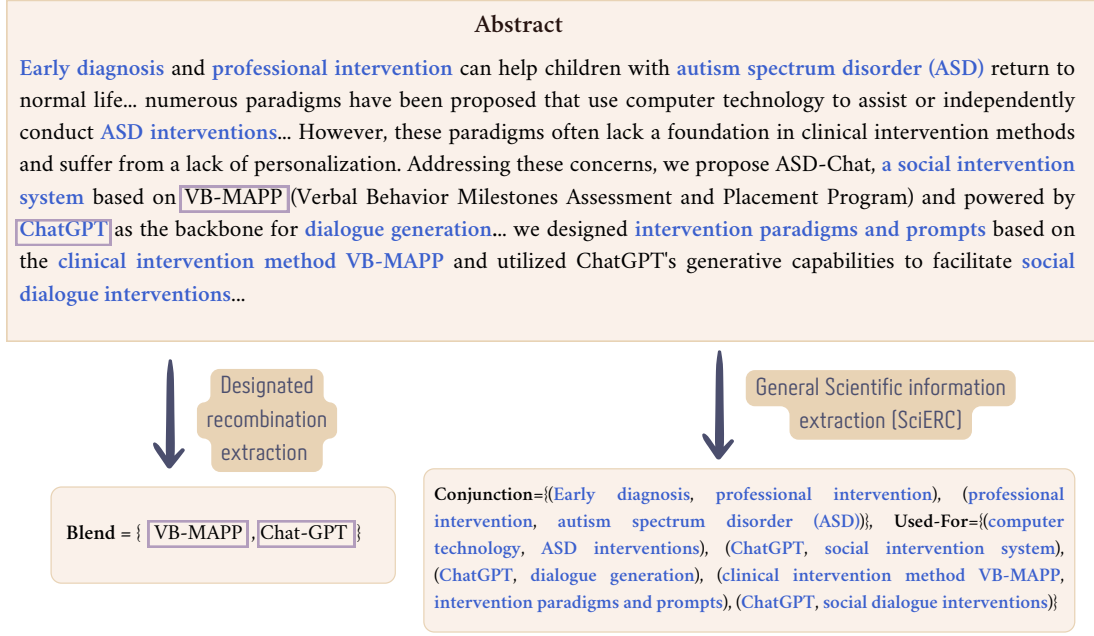 Abstract
Early diagnosis and professional intervention can help children with autism spectrum disorder (ASD) return to
normal life... numerous paradigms have been proposed that use computer technology to assist or independently
conduct ASD interventions... However, these paradigms often lack a foundation in clinical intervention methods
and suffer from a lack of personalization. Addressing these concerns, we propose ASD-Chat, a social intervention
system based on VB-MAPP (Verbal Behavior Milestones Assessment and Placement Program) and powered by
ChatGPT as the backbone for dialogue generation... we designed intervention paradigms and prompts based on
the clinical intervention method VB-MAPP and utilized ChatGPT's generative capabilities to facilitate social
dialogue interventions...
Designated
recombination
extraction
General Scientific information
extraction [SciERC]
Blend = { VB-MAPP , Chat-GPT }
Conjunction={(Early diagnosis, professional intervention), (professional
intervention, autism spectrum disorder (ASD))}, Used-For={(computer
technology, ASD interventions), (ChatGPT, social intervention system),
(ChatGPT, dialogue generation), (clinical intervention method VB-MAPP,
intervention paradigms and prompts), (ChatGPT, social dialogue interventions)}